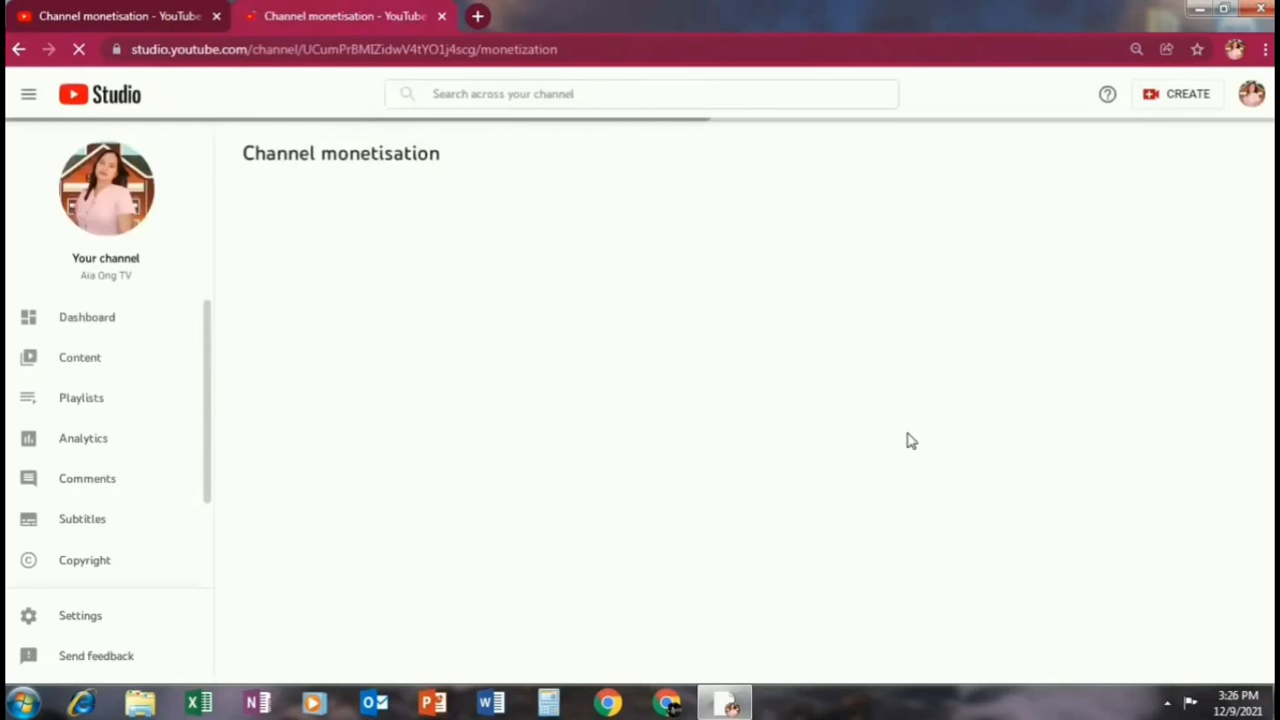 Channel monetisation - YouTube
Channel monetisation - YouTube
studio.youtube.com/channel/UCumPrBMIZidwV4tYO1j4scg/monetization
Studio
Search across your channel
CREATE
Channel monetisation
Your channel
Aia Ong TV
Dashboard
Content
Playlists
Analytics
Comments
Subtitles
Copyright
Settings
Send feedback
3:26 PM
12/9/2021